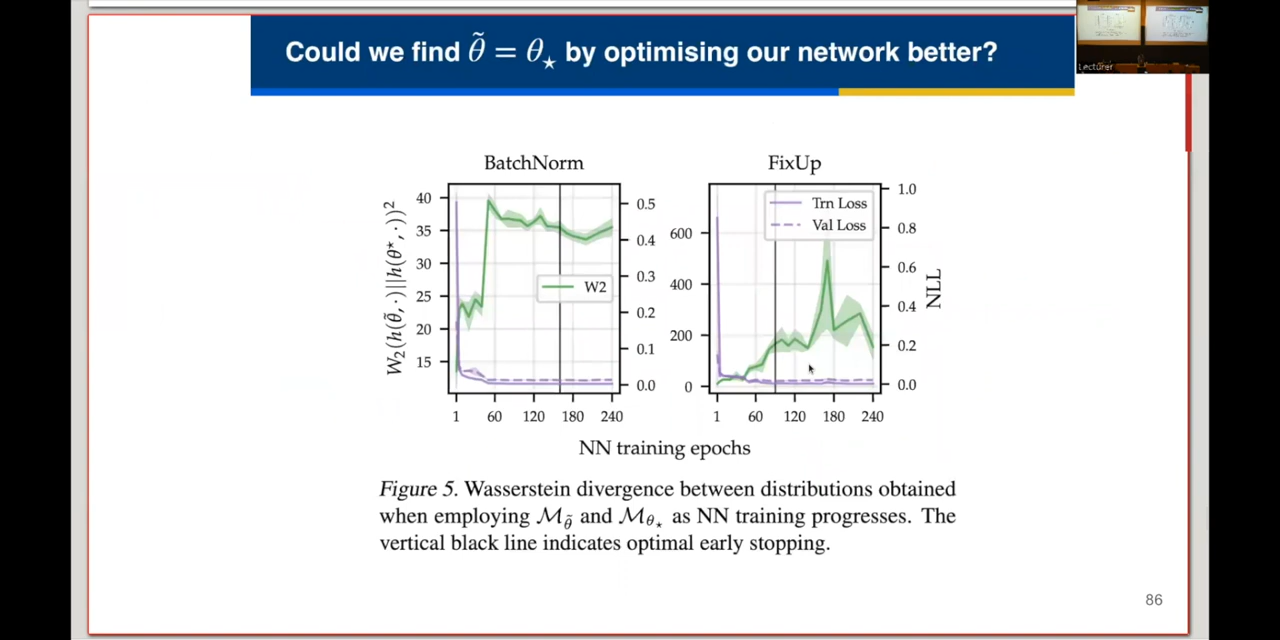 Could we find θ̃ = θ⋆ by optimising our network better?
Lecturer
BatchNorm
FixUp
W₂(h(θ̃, ·)||h(θ*, ·))²
40
35
30
25
20
15
0.5
0.4
0.3
0.2
0.1
0.0
W2
1 60 120 180 240
600
400
200
0
Trn Loss
Val Loss
1.0
0.8
0.6
0.4
0.2
0.0
NLL
1 60 120 180 240
NN training epochs
Figure 5. Wasserstein divergence between distributions obtained
when employing ℳ_θ̃ and ℳ_θ⋆ as NN training progresses. The
vertical black line indicates optimal early stopping.
86